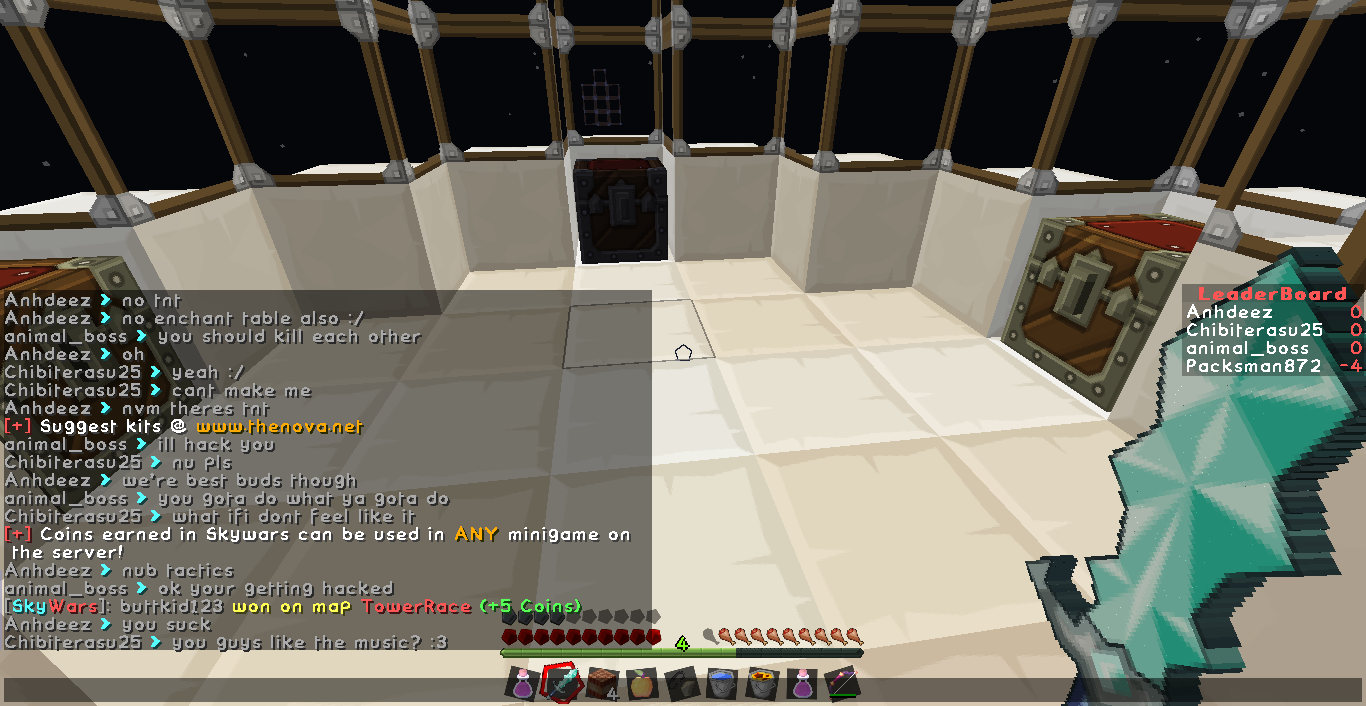 Anhdeez > no tnt
Anhdeez > no enchant table also :/
animal_boss > you should kill each other
Anhdeez > oh
Chibiterasu25 > yeah :/
Chibiterasu25 > cant make me
Anhdeez > nvm theres tnt
[+] Suggest kits @ www.thenova.net
animal_boss > ill hack you
Chibiterasu25 > nu pls
Anhdeez > we're best buds though
animal_boss > you gota do what ya gota do
Chibiterasu25 > what ifi dont feel like it
[+] Coins earned in Skywars can be used in ANY minigame on
the server!
Anhdeez > nub tactics
animal_boss > ok your getting hacked
[SkyWars]: buttkid123 won on map TowerRace (+5 Coins)
Anhdeez > you suck
Chibiterasu25 > you guys like the music? :3
LeaderBoard
Anhdeez 0
Chibiterasu25 0
animal_boss 0
Packsman872 -4
4
4